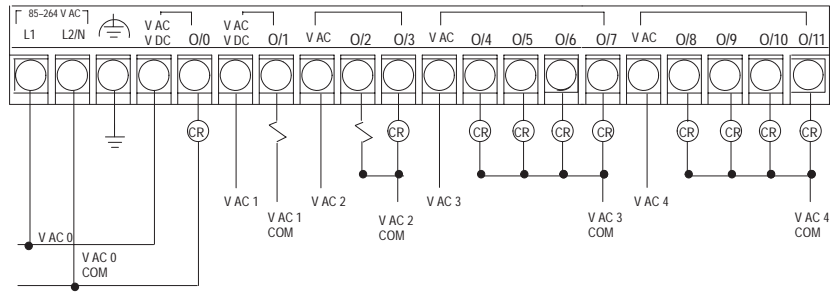 85–264 V AC
L1 L2/N V AC V DC O/0 V AC V DC O/1 V AC O/2 O/3 V AC O/4 O/5 O/6 O/7 V AC O/8 O/9 O/10 O/11
CR CR CR CR CR CR CR CR CR CR
V AC 1 V AC 2 V AC 3 V AC 4
V AC 1 COM
V AC 2 COM
V AC 3 COM
V AC 4 COM
V AC 0
V AC 0 COM